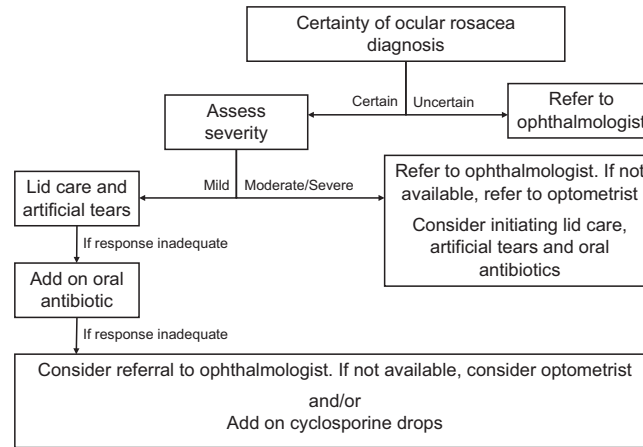 Certainty of ocular rosacea
diagnosis
Certain
Uncertain
Assess
severity
Refer to
ophthalmologist
Mild
Moderate/Severe
Lid care and
artificial tears
Refer to ophthalmologist. If not
available, refer to optometrist
Consider initiating lid care,
artificial tears and oral
antibiotics
If response inadequate
Add on oral
antibiotic
If response inadequate
Consider referral to ophthalmologist. If not available, consider optometrist
and/or
Add on cyclosporine drops